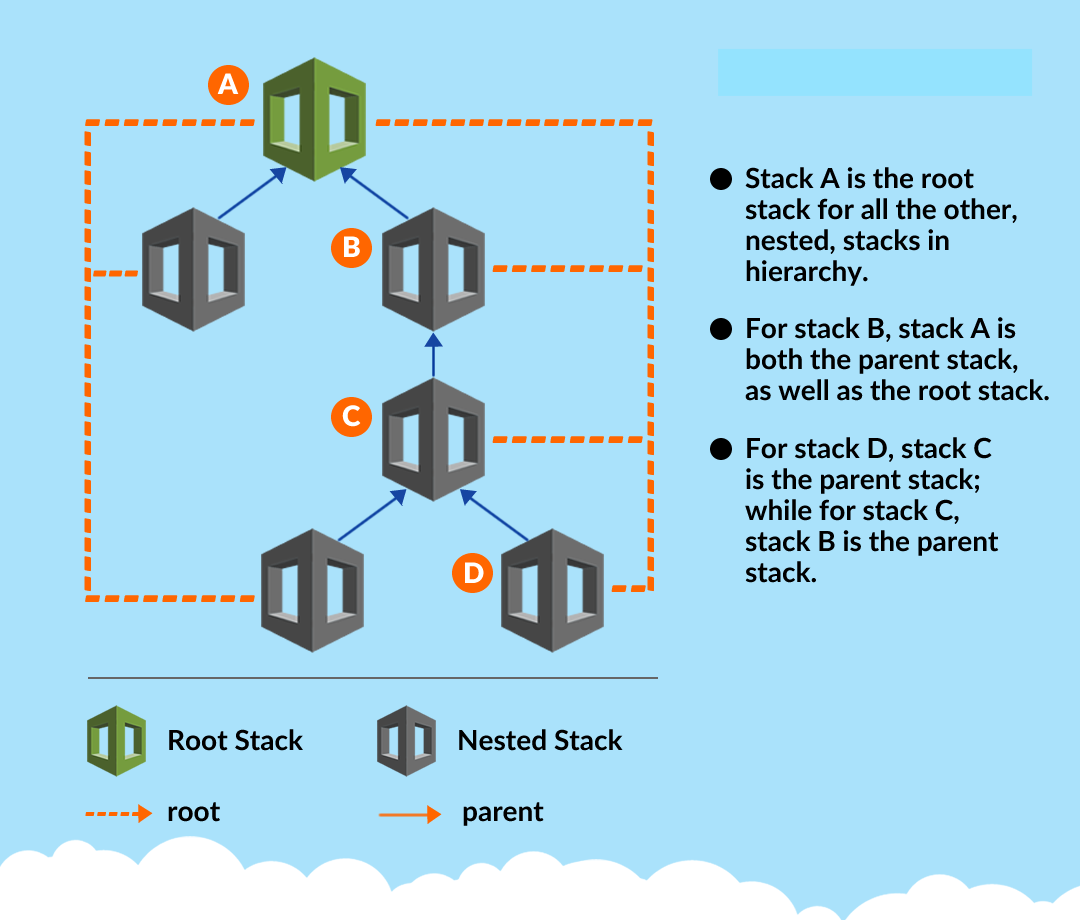 A
B
C
D
Stack A is the root
stack for all the other,
nested, stacks in
hierarchy.
For stack B, stack A is
both the parent stack,
as well as the root stack.
For stack D, stack C
is the parent stack;
while for stack C,
stack B is the parent
stack.
Root Stack
Nested Stack
root
parent